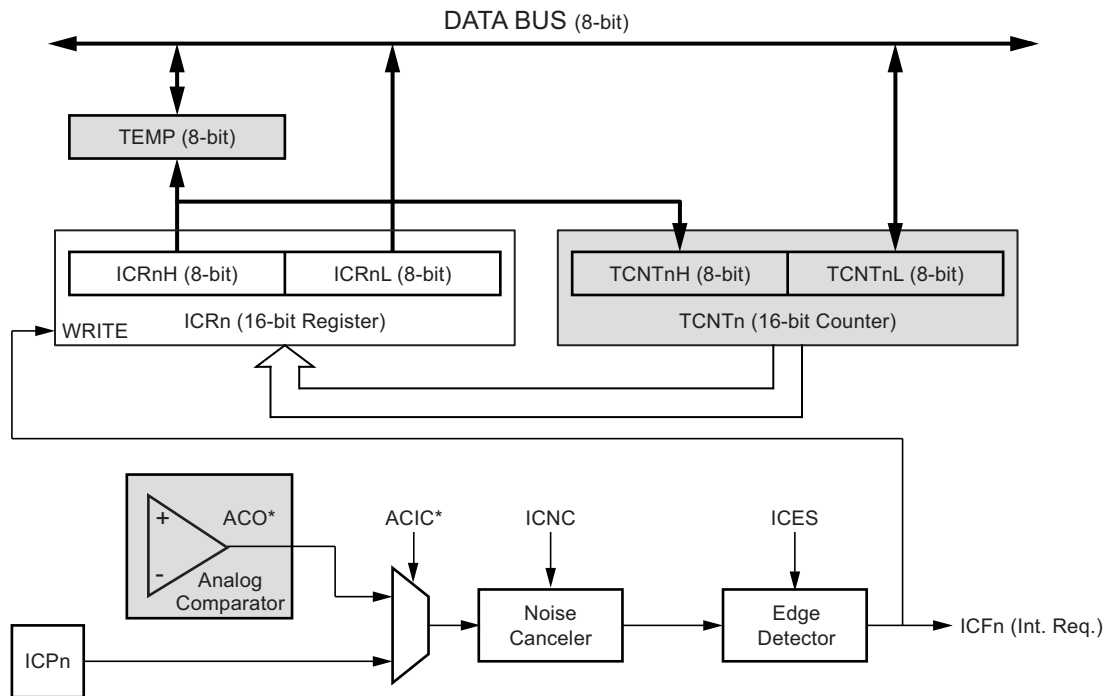 DATA BUS (8-bit)
TEMP (8-bit)
ICRnH (8-bit)
ICRnL (8-bit)
TCNTnH (8-bit)
TCNTnL (8-bit)
ICRn (16-bit Register)
TCNTn (16-bit Counter)
WRITE
+
-
ACO*
Analog
Comparator
ACIC*
ICNC
ICES
Noise
Canceler
Edge
Detector
ICFn (Int. Req.)
ICPn